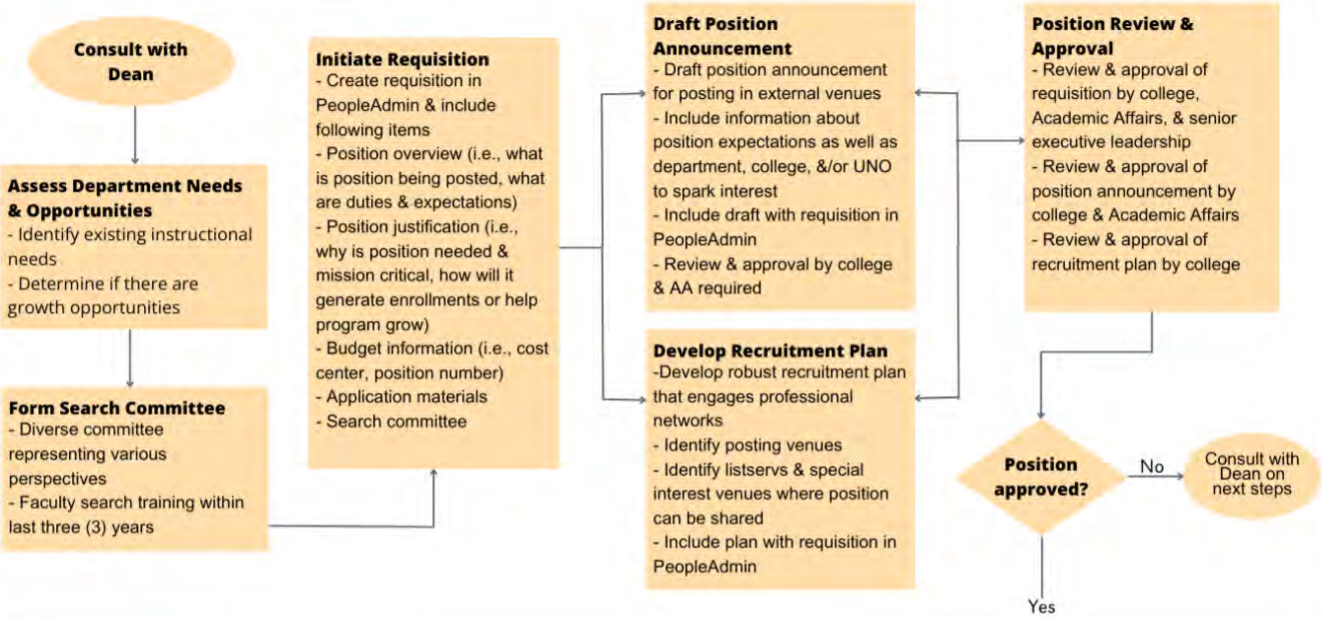 Consult with
Dean
Assess Department Needs
& Opportunities
- Identify existing instructional
needs
- Determine if there are
growth opportunities
Form Search Committee
- Diverse committee
representing various
perspectives
- Faculty search training within
last three (3) years
Initiate Requisition
- Create requisition in
PeopleAdmin & include
following items
- Position overview (i.e., what
is position being posted, what
are duties & expectations)
- Position justification (i.e.,
why is position needed &
mission critical, how will it
generate enrollments or help
program grow)
- Budget information (i.e., cost
center, position number)
- Application materials
- Search committee
Draft Position
Announcement
- Draft position announcement
for posting in external venues
- Include information about
position expectations as well as
department, college, &/or UNO
to spark interest
- Include draft with requisition in
PeopleAdmin
- Review & approval by college
& AA required
Develop Recruitment Plan
-Develop robust recruitment plan
that engages professional
networks
- Identify posting venues
- Identify listservs & special
interest venues where position
can be shared
- Include plan with requisition in
PeopleAdmin
Position Review &
Approval
- Review & approval of
requisition by college,
Academic Affairs, & senior
executive leadership
- Review & approval of
position announcement by
college & Academic Affairs
- Review & approval of
recruitment plan by college
Position
approved?
No
Consult with
Dean on
next steps
Yes